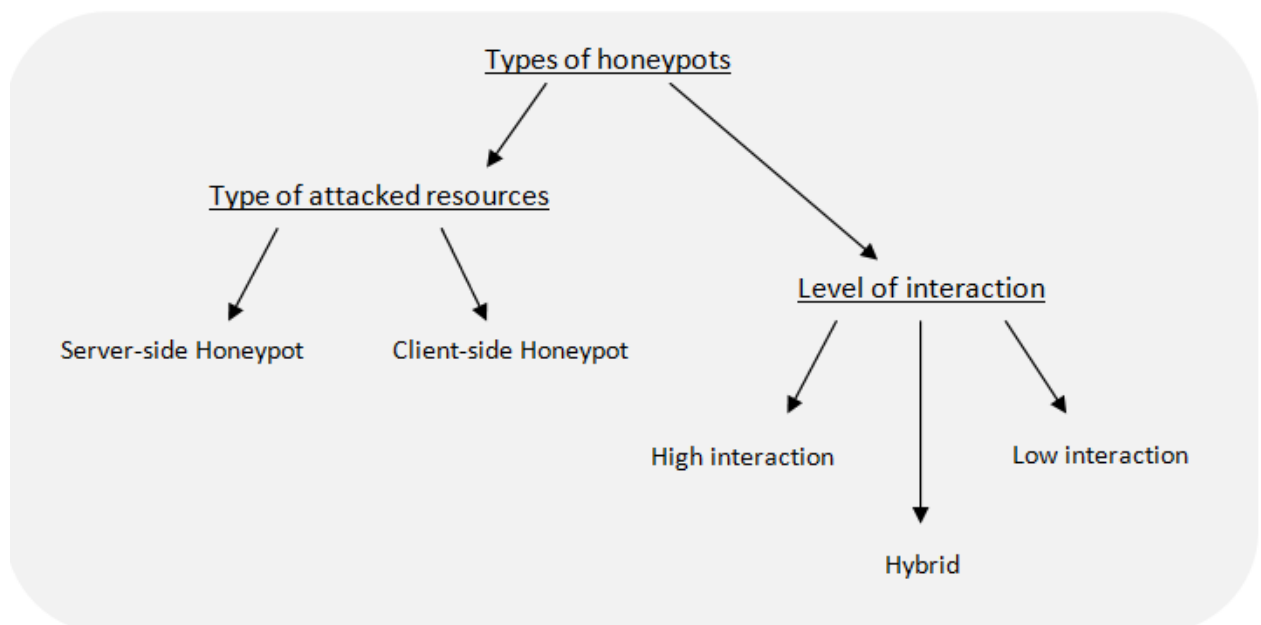 Types of honeypots
Type of attacked resources
Level of interaction
Server-side Honeypot
Client-side Honeypot
High interaction
Low interaction
Hybrid